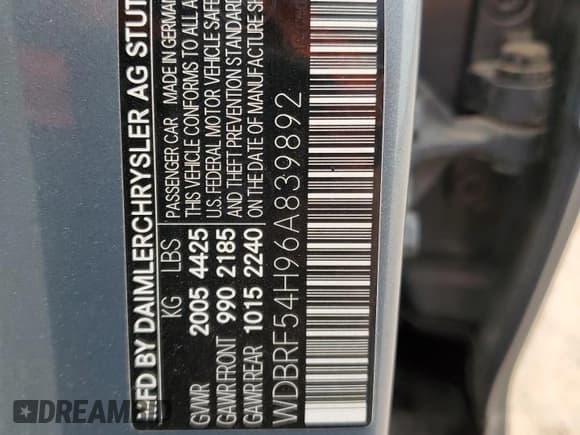 MFD BY DAIMLERCHRYSLER AG STUT
KG LBS
GVWR 2005 4425
GAWR FRONT 990 2185
GAWR REAR 1015 2240
PASSENGER CAR MADE IN GERMAN
THIS VEHICLE CONFORMS TO ALL A
U.S. FEDERAL MOTOR VEHICLE SAFE
AND THEFT PREVENTION STANDARD
ON THE DATE OF MANUFACTURE SH
WDBRF54H96A839892
DREAMBID